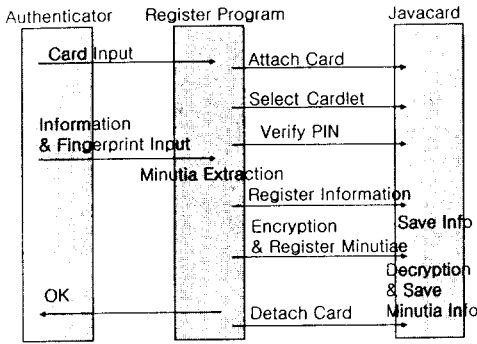 Authenticator Register Program Javacard
Card Input
Attach Card
Select Cardlet
Information
& Fingerprint Input
Verify PIN
Minutia Extraction
Register Information
Save Info
Encryption
& Register Minutiae
Decryption
& Save
Minutia Info
OK
Detach Card